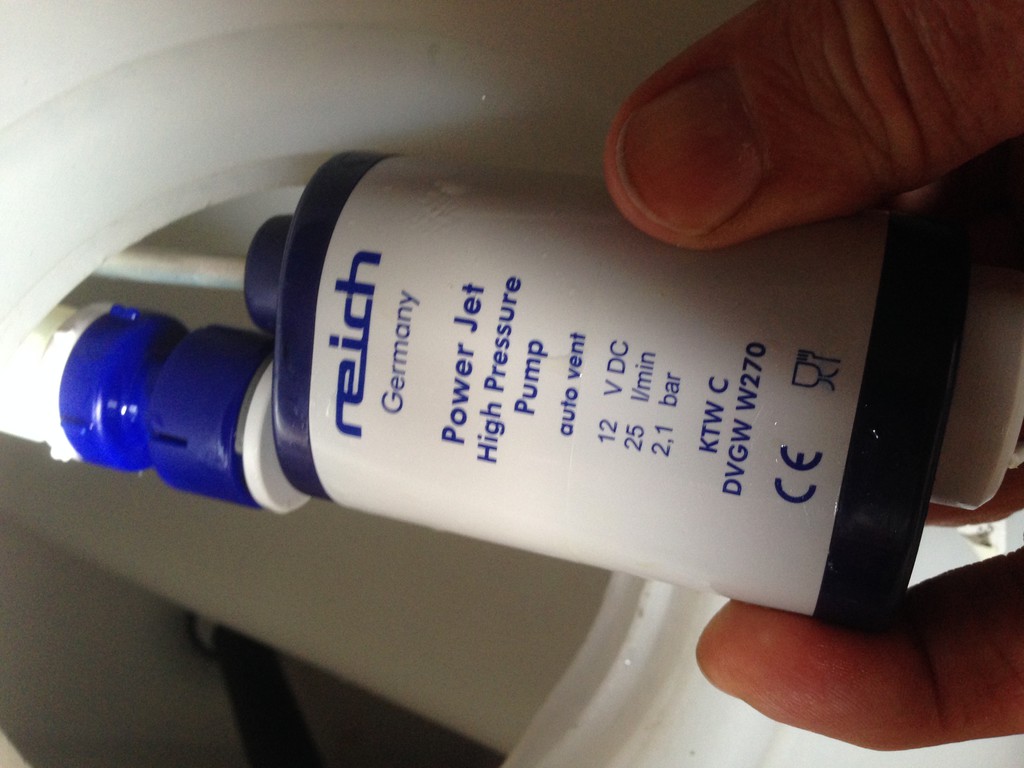 reich
Germany
Power Jet
High Pressure
Pump
auto vent
12 V DC
25 l/min
2,1 bar
KTW C
DVGW W270
CE